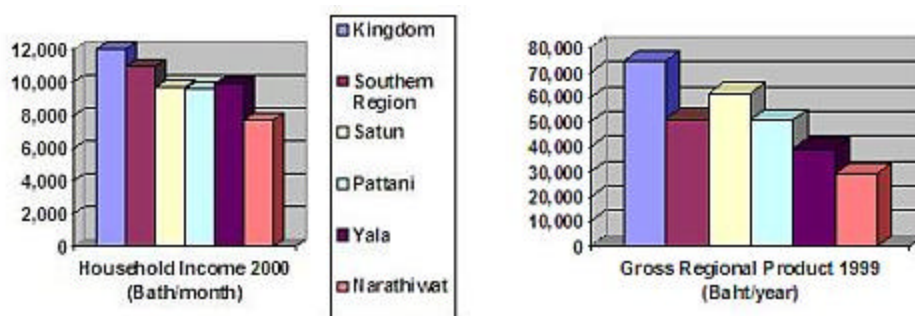 12,000
10,000
8,000
6,000
4,000
2,000
0
Household Income 2000
(Bath/month)
Kingdom
Southern
Region
Satun
Pattani
Yala
Narathiwat
80,000
70,000
60,000
50,000
40,000
30,000
20,000
10,000
0
Gross Regional Product 1999
(Baht/year)